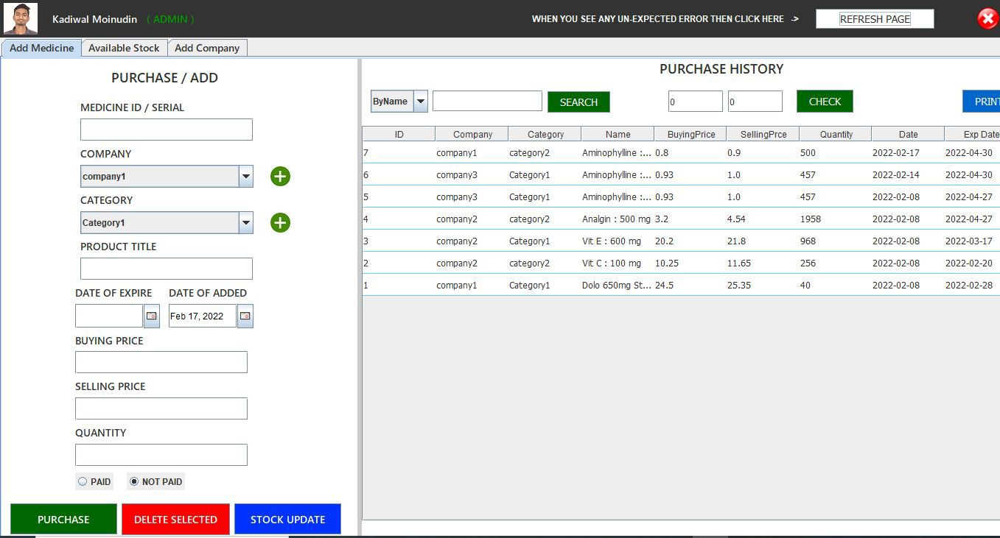 Kadiwal Moinudin ( ADMIN ) WHEN YOU SEE ANY UN-EXPECTED ERROR THEN CLICK HERE -> REFRESH PAGE
Add Medicine Available Stock Add Company
PURCHASE / ADD
MEDICINE ID / SERIAL
COMPANY
company1
CATEGORY
Category1
PRODUCT TITLE
DATE OF EXPIRE DATE OF ADDED
Feb 17, 2022
BUYING PRICE
SELLING PRICE
QUANTITY
PAID NOT PAID
PURCHASE DELETE SELECTED STOCK UPDATE
PURCHASE HISTORY
ByName SEARCH 0 0 CHECK PRINT
ID Company Category Name BuyingPrice SellingPrce Quantity Date Exp Date
7 company1 category2 Aminophylline :... 0.8 0.9 500 2022-02-17 2022-04-30
6 company3 Category1 Aminophylline :... 0.93 1.0 457 2022-02-14 2022-04-30
5 company3 Category1 Aminophylline :... 0.93 1.0 457 2022-02-08 2022-04-27
4 company2 category2 Analgin : 500 mg 3.2 4.54 1958 2022-02-08 2022-04-27
3 company2 Category1 Vit E : 600 mg 20.2 21.8 968 2022-02-08 2022-03-17
2 company2 category2 Vit C : 100 mg 10.25 11.65 256 2022-02-08 2022-02-20
1 company1 Category1 Dolo 650mg St... 24.5 25.35 40 2022-02-08 2022-02-28